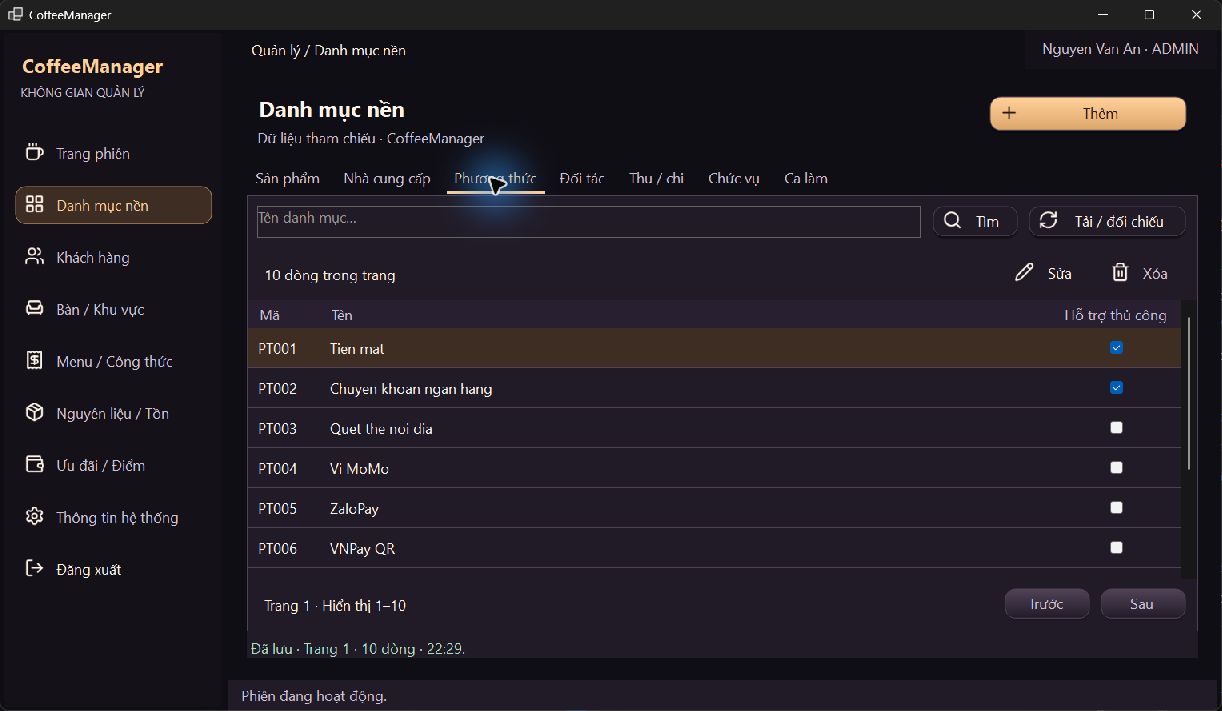 CoffeeManager
CoffeeManager
KHÔNG GIAN QUẢN LÝ
Trang phiên
Danh mục nền
Khách hàng
Bàn / Khu vực
Menu / Công thức
Nguyên liệu / Tồn
Ưu đãi / Điểm
Thông tin hệ thống
Đăng xuất
Quản lý / Danh mục nền
Nguyen Van An · ADMIN
Danh mục nền
Dữ liệu tham chiếu · CoffeeManager
Thêm
Sản phẩm Nhà cung cấp Phương thức Đối tác Thu / chi Chức vụ Ca làm
Tên danh mục...
Tìm
Tải / đối chiếu
10 dòng trong trang
Sửa
Xóa
Mã Tên Hỗ trợ thủ công
PT001 Tien mat
PT002 Chuyen khoan ngan hang
PT003 Quet the noi dia
PT004 Vi MoMo
PT005 ZaloPay
PT006 VNPay QR
Trang 1 · Hiển thị 1–10
Trước
Sau
Đã lưu · Trang 1 · 10 dòng · 22:29.
Phiên đang hoạt động.